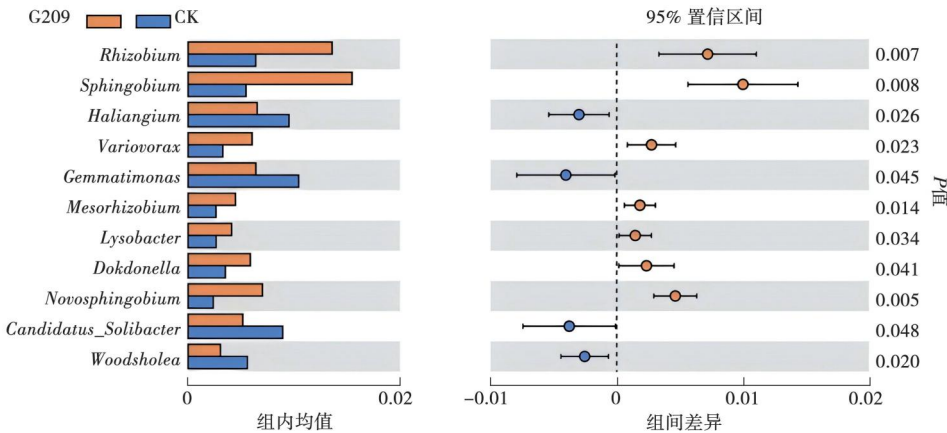 G209 CK
95% 置信区间
Rhizobium 0.007
Sphingobium 0.008
Haliangium 0.026
Variovorax 0.023
Gemmatimonas 0.045
Mesorhizobium 0.014
Lysobacter 0.034
Dokdonella 0.041
Novosphingobium 0.005
Candidatus_Solibacter 0.048
Woodsholea 0.020
P值
0 0.02 -0.01 0 0.01 0.02
组内均值 组间差异